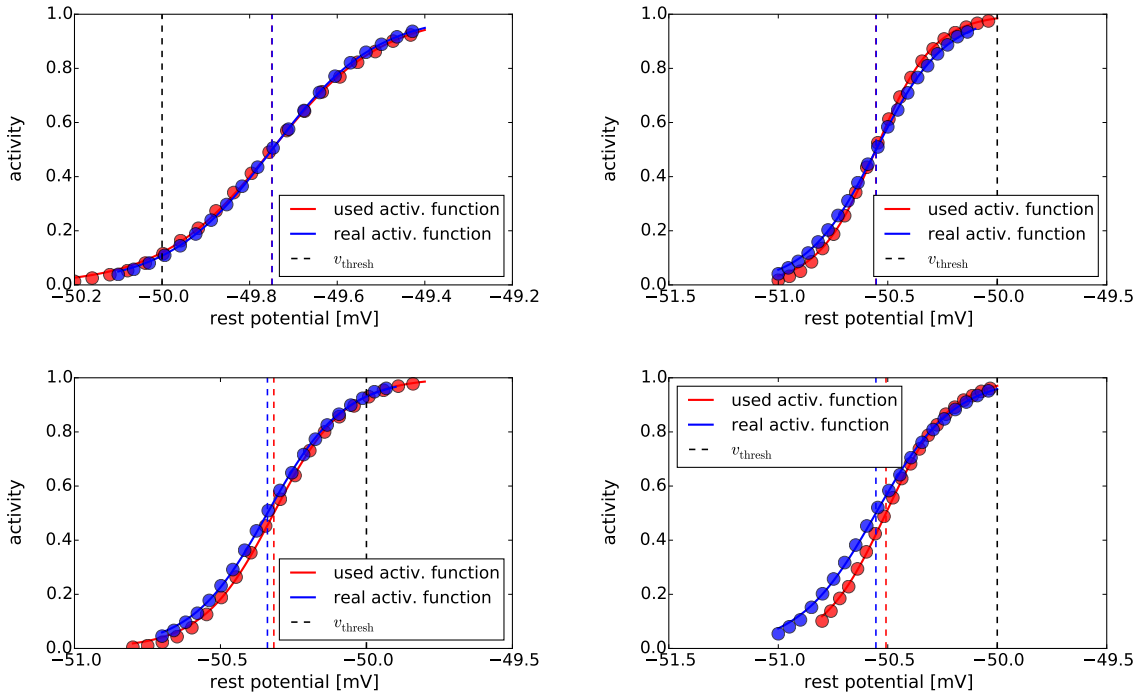 1.0
0.8
0.6
0.4
0.2
0.0
activity
used activ. function
real activ. function
v_thresh
−50.2 −50.0 −49.8 −49.6 −49.4 −49.2
rest potential [mV]
1.0
0.8
0.6
0.4
0.2
0.0
activity
used activ. function
real activ. function
v_thresh
−51.5 −51.0 −50.5 −50.0 −49.5
rest potential [mV]
1.0
0.8
0.6
0.4
0.2
0.0
activity
used activ. function
real activ. function
v_thresh
−51.0 −50.5 −50.0 −49.5
rest potential [mV]
1.0
0.8
0.6
0.4
0.2
0.0
activity
used activ. function
real activ. function
v_thresh
−51.5 −51.0 −50.5 −50.0 −49.5
rest potential [mV]